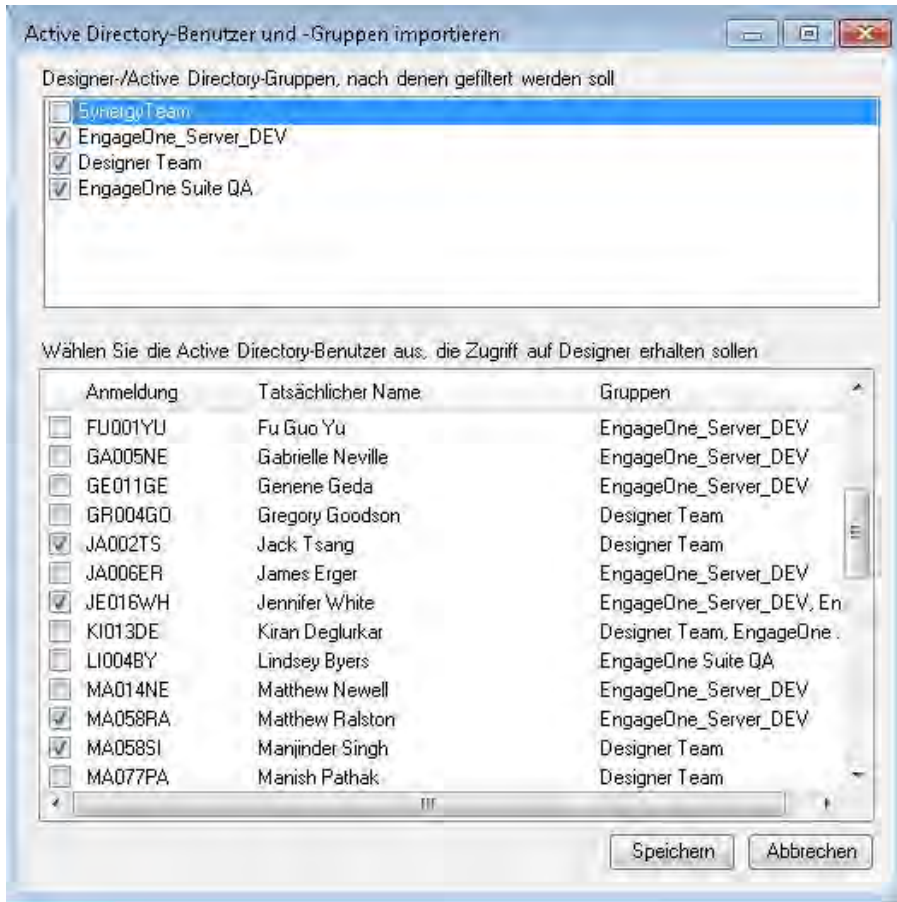 Active Directory-Benutzer und -Gruppen importieren
Designer-/Active Directory-Gruppen, nach denen gefiltert werden soll
SynergyTeam
EngageOne_Server_DEV
Designer Team
EngageOne Suite QA
Wählen Sie die Active Directory-Benutzer aus, die Zugriff auf Designer erhalten sollen
Anmeldung Tatsächlicher Name Gruppen
FU001YU Fu Guo Yu EngageOne_Server_DEV
GA005NE Gabrielle Neville EngageOne_Server_DEV
GE011GE Genene Geda EngageOne_Server_DEV
GR004GO Gregory Goodson Designer Team
JA002TS Jack Tsang Designer Team
JA006ER James Erger EngageOne_Server_DEV
JE016WH Jennifer White EngageOne_Server_DEV, En
KI013DE Kiran Deglurkar Designer Team, EngageOne .
LI004BY Lindsey Byers EngageOne Suite QA
MA014NE Matthew Newell EngageOne_Server_DEV
MA058RA Matthew Ralston EngageOne_Server_DEV
MA058SI Manjinder Singh Designer Team
MA077PA Manish Pathak Designer Team
Speichern Abbrechen